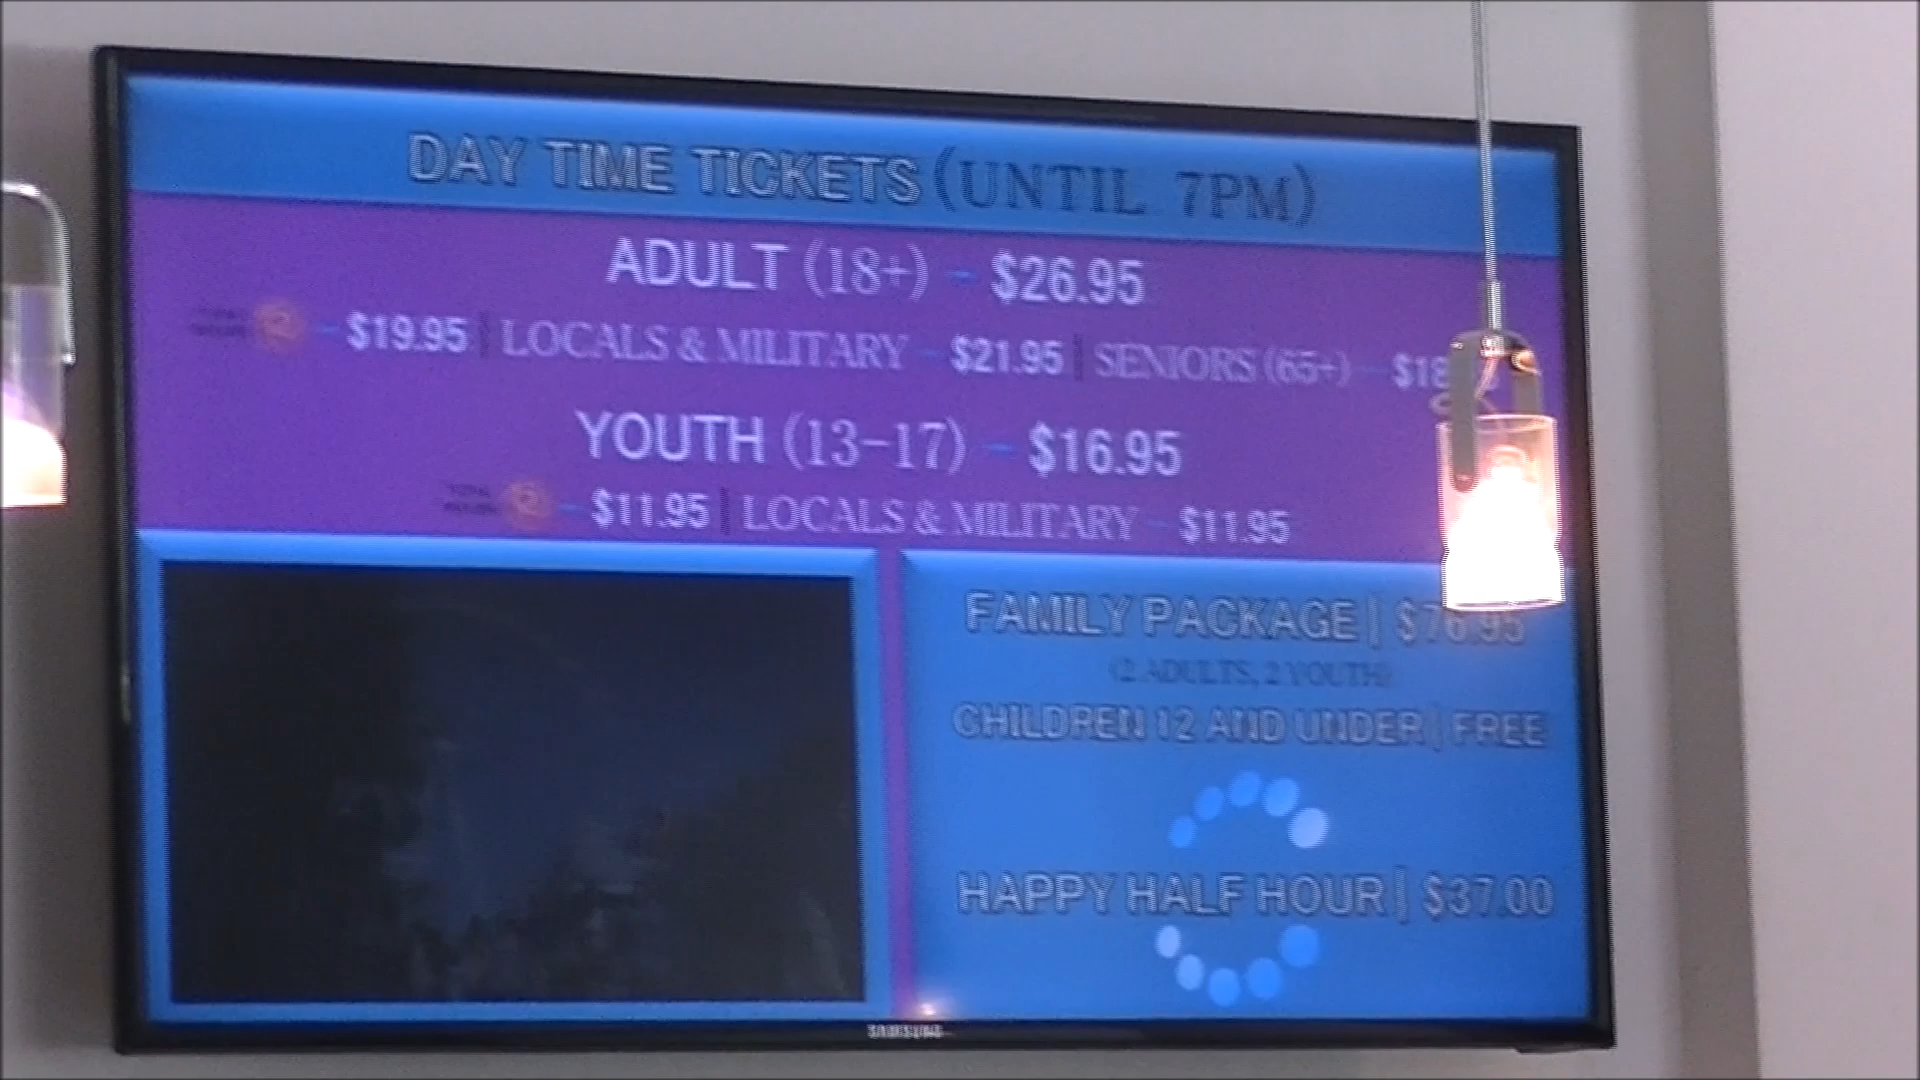 DAY TIME TICKETS (UNTIL 7PM)
ADULT (18+) - $26.95
- $19.95 | LOCALS & MILITARY - $21.95 | SENIORS (65+) -
YOUTH (13-17) - $16.95
- $11.95 | LOCALS & MILITARY - $11.95
FAMILY PACKAGE | $76.95
(2 ADULTS, 2 YOUTH)
CHILDREN 12 AND UNDER | FREE
HAPPY HALF HOUR | $37.00
SAMSUNG